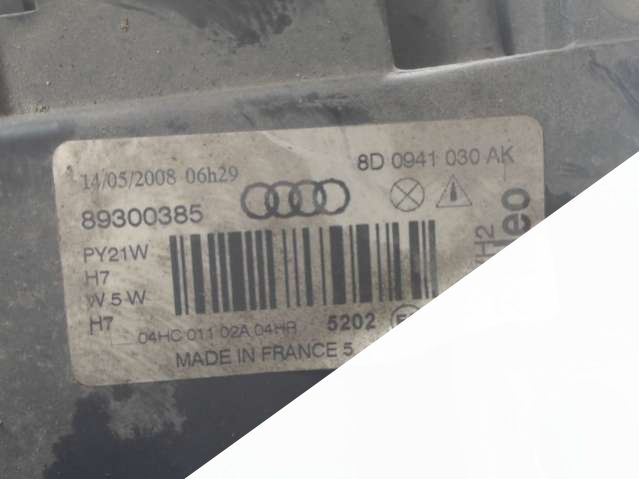 14/05/2008 06h29
8D 0941 030 AK
89300385
PY21W
H7
W 5 W
H7
04HC 011 02A 04HR
5202
MADE IN FRANCE 5